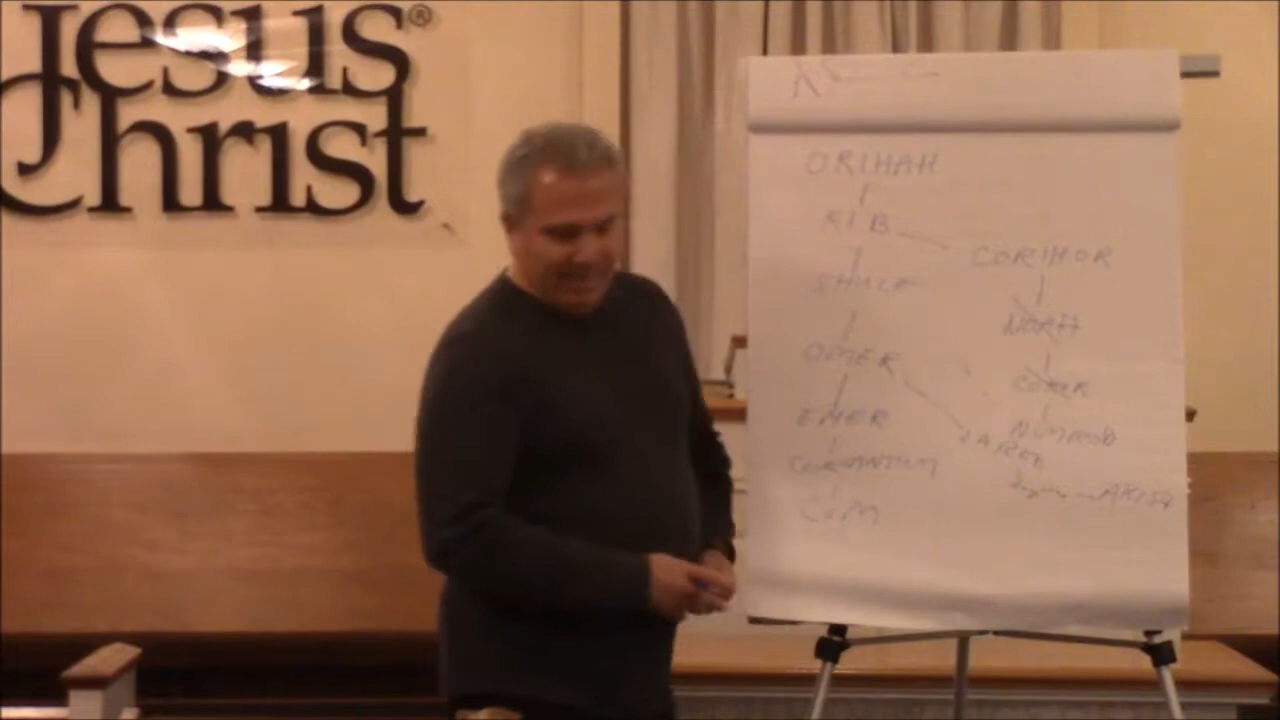 Jesus®
Christ
ORIHAH
KIB
CORIHOR
SHULE
NOAH
OMER
COHOR
EMER
NIMROD
JARED
CORIANTUM
AKISH
COM